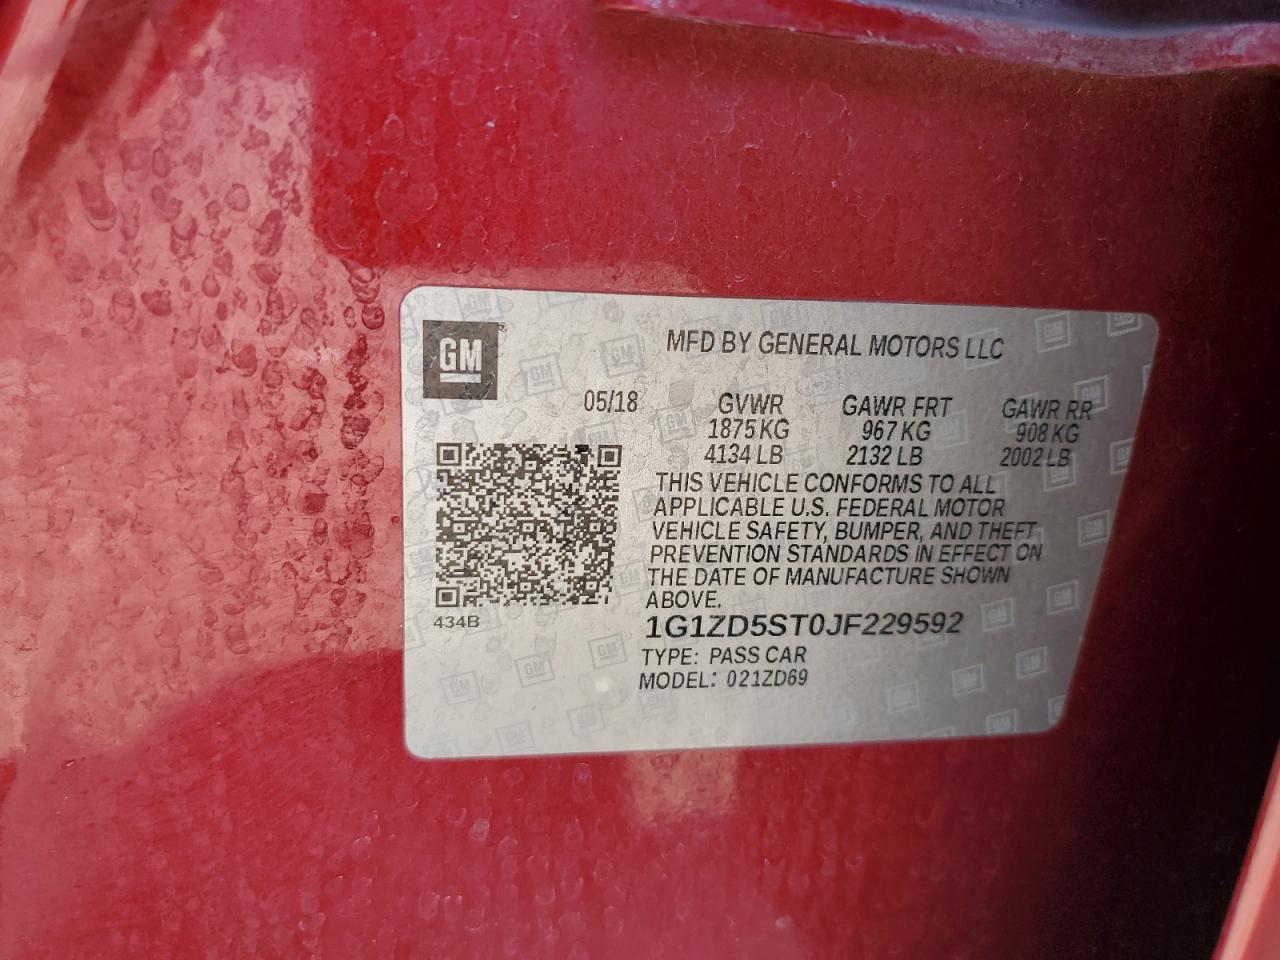 GM
MFD BY GENERAL MOTORS LLC
05/18 GVWR GAWR FRT GAWR RR
1875KG 967 KG 908 KG
4134 LB 2132 LB 2002 LB
THIS VEHICLE CONFORMS TO ALL
APPLICABLE U.S. FEDERAL MOTOR
VEHICLE SAFETY, BUMPER, AND THEFT
PREVENTION STANDARDS IN EFFECT ON
THE DATE OF MANUFACTURE SHOWN
ABOVE.
434B
1G1ZD5ST0JF229592
TYPE: PASS CAR
MODEL: 021ZD69